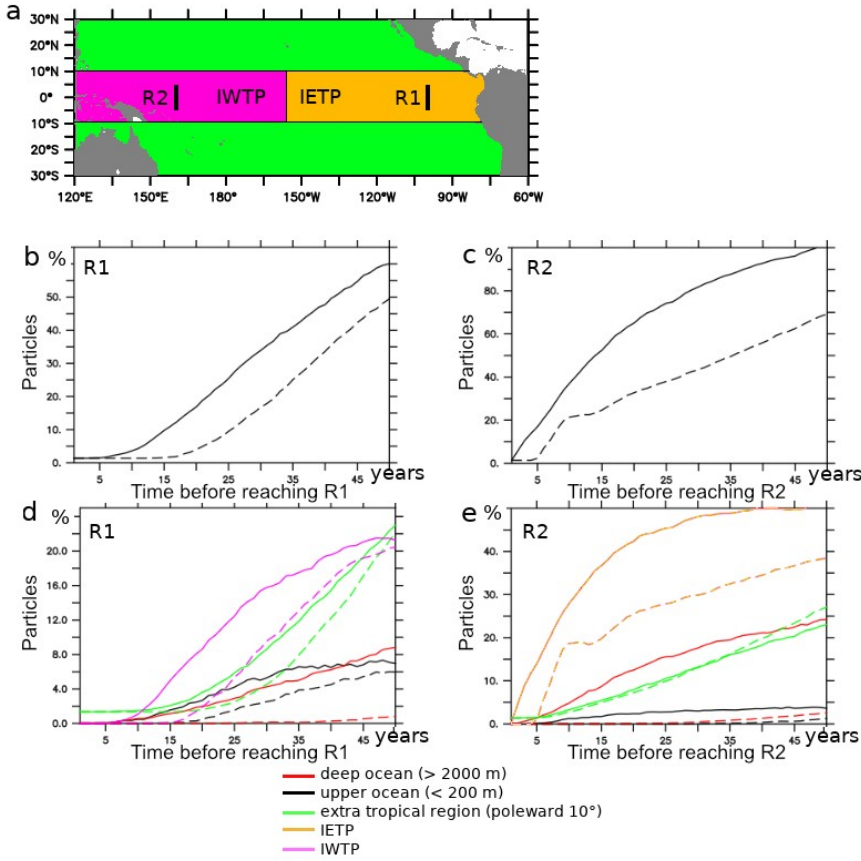 a
30°N
20°N
10°N
0°
10°S
20°S
30°S
R2 IWTP IETP R1
120°E 150°E 180° 150°W 120°W 90°W 60°W
b % R1
50.
40.
30.
20.
10.
0.
Particles
5 15 25 35 45 years
Time before reaching R1
c % R2
80.
60.
40.
20.
0.
Particles
5 15 25 35 45 years
Time before reaching R2
d % R1
20.0
16.0
12.0
8.0
4.0
0.0
Particles
5 15 25 35 45 years
Time before reaching R1
e % R2
40.
30.
20.
10.
0.
Particles
5 15 25 35 45 years
Time before reaching R2
deep ocean (> 2000 m)
upper ocean (< 200 m)
extra tropical region (poleward 10°)
IETP
IWTP